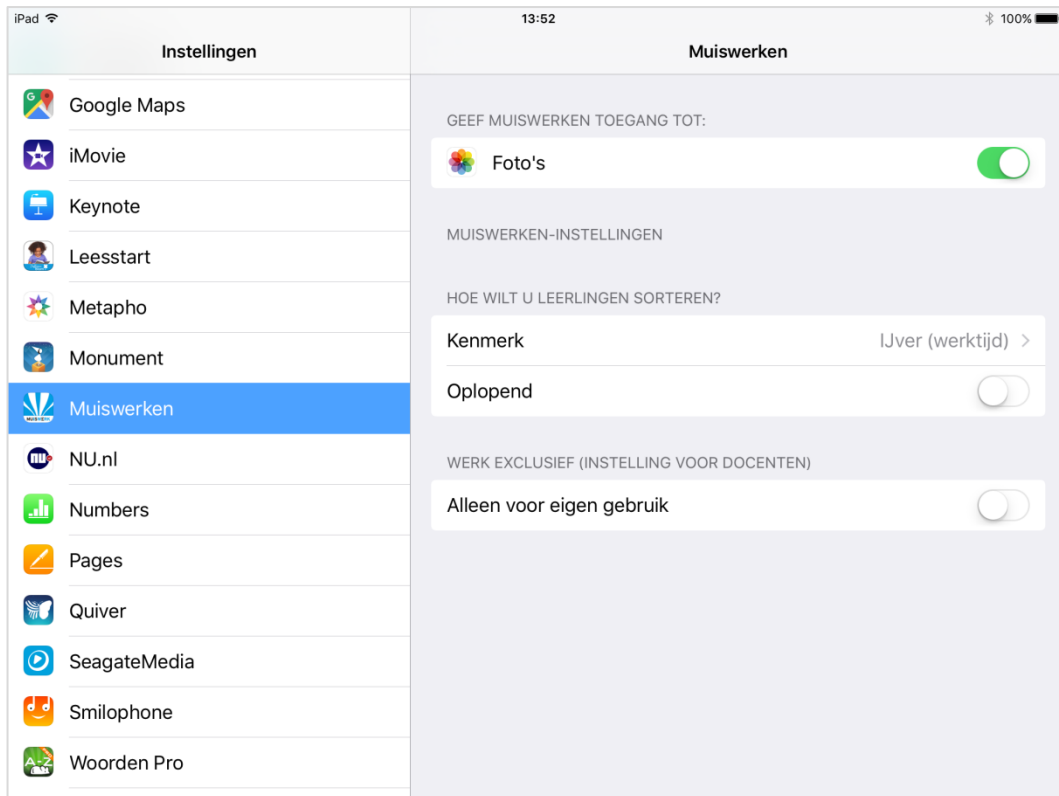 iPad 13:52 100%
Instellingen
Muiswerken
Google Maps
iMovie
Keynote
Leesstart
Metapho
Monument
Muiswerken
NU.nl
Numbers
Pages
Quiver
SeagateMedia
Smilophone
Woorden Pro
GEEF MUISWERKEN TOEGANG TOT:
Foto's
MUISWERKEN-INSTELLINGEN
HOE WILT U LEERLINGEN SORTEREN?
Kenmerk IJver (werktijd)
Oplopend
WERK EXCLUSIEF (INSTELLING VOOR DOCENTEN)
Alleen voor eigen gebruik